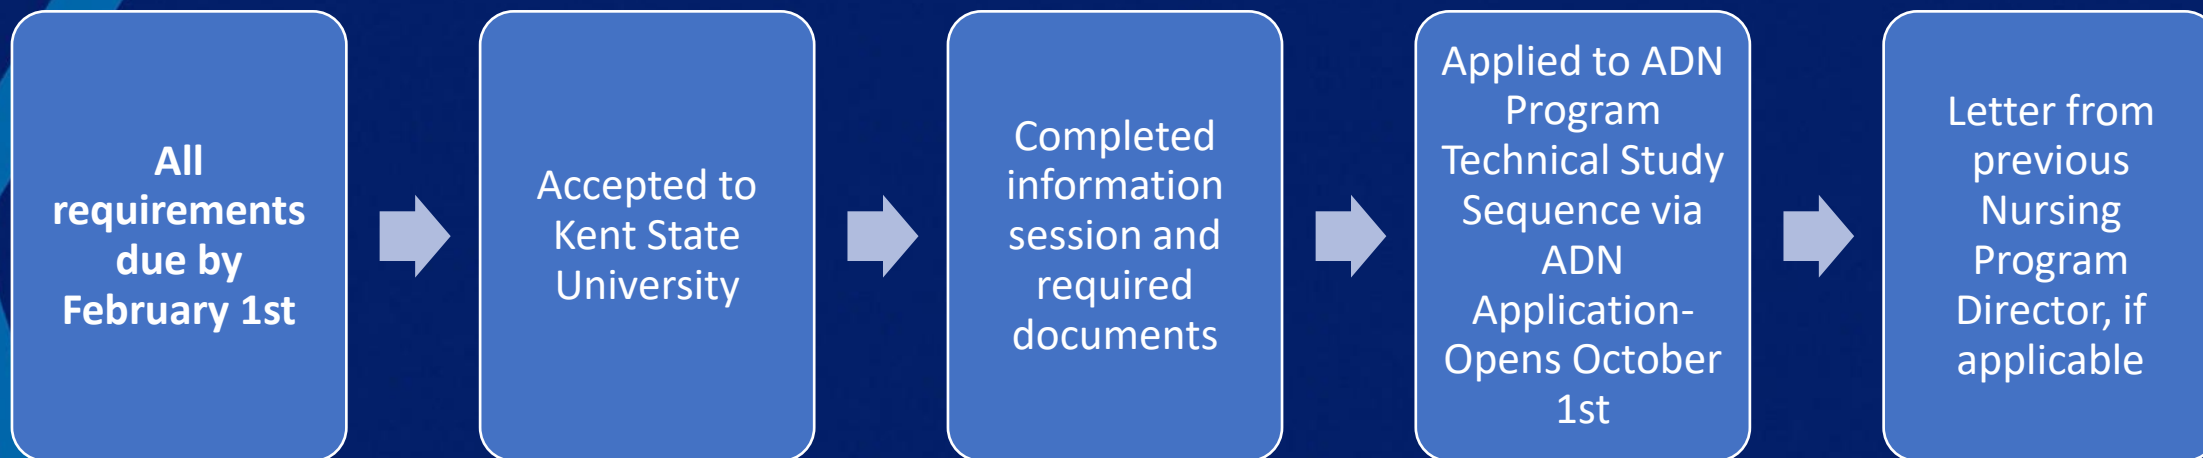 All
requirements
due by
February 1st
Accepted to
Kent State
University
Completed
information
session and
required
documents
Applied to ADN
Program
Technical Study
Sequence via
ADN
Application-
Opens October
1st
Letter from
previous
Nursing
Program
Director, if
applicable